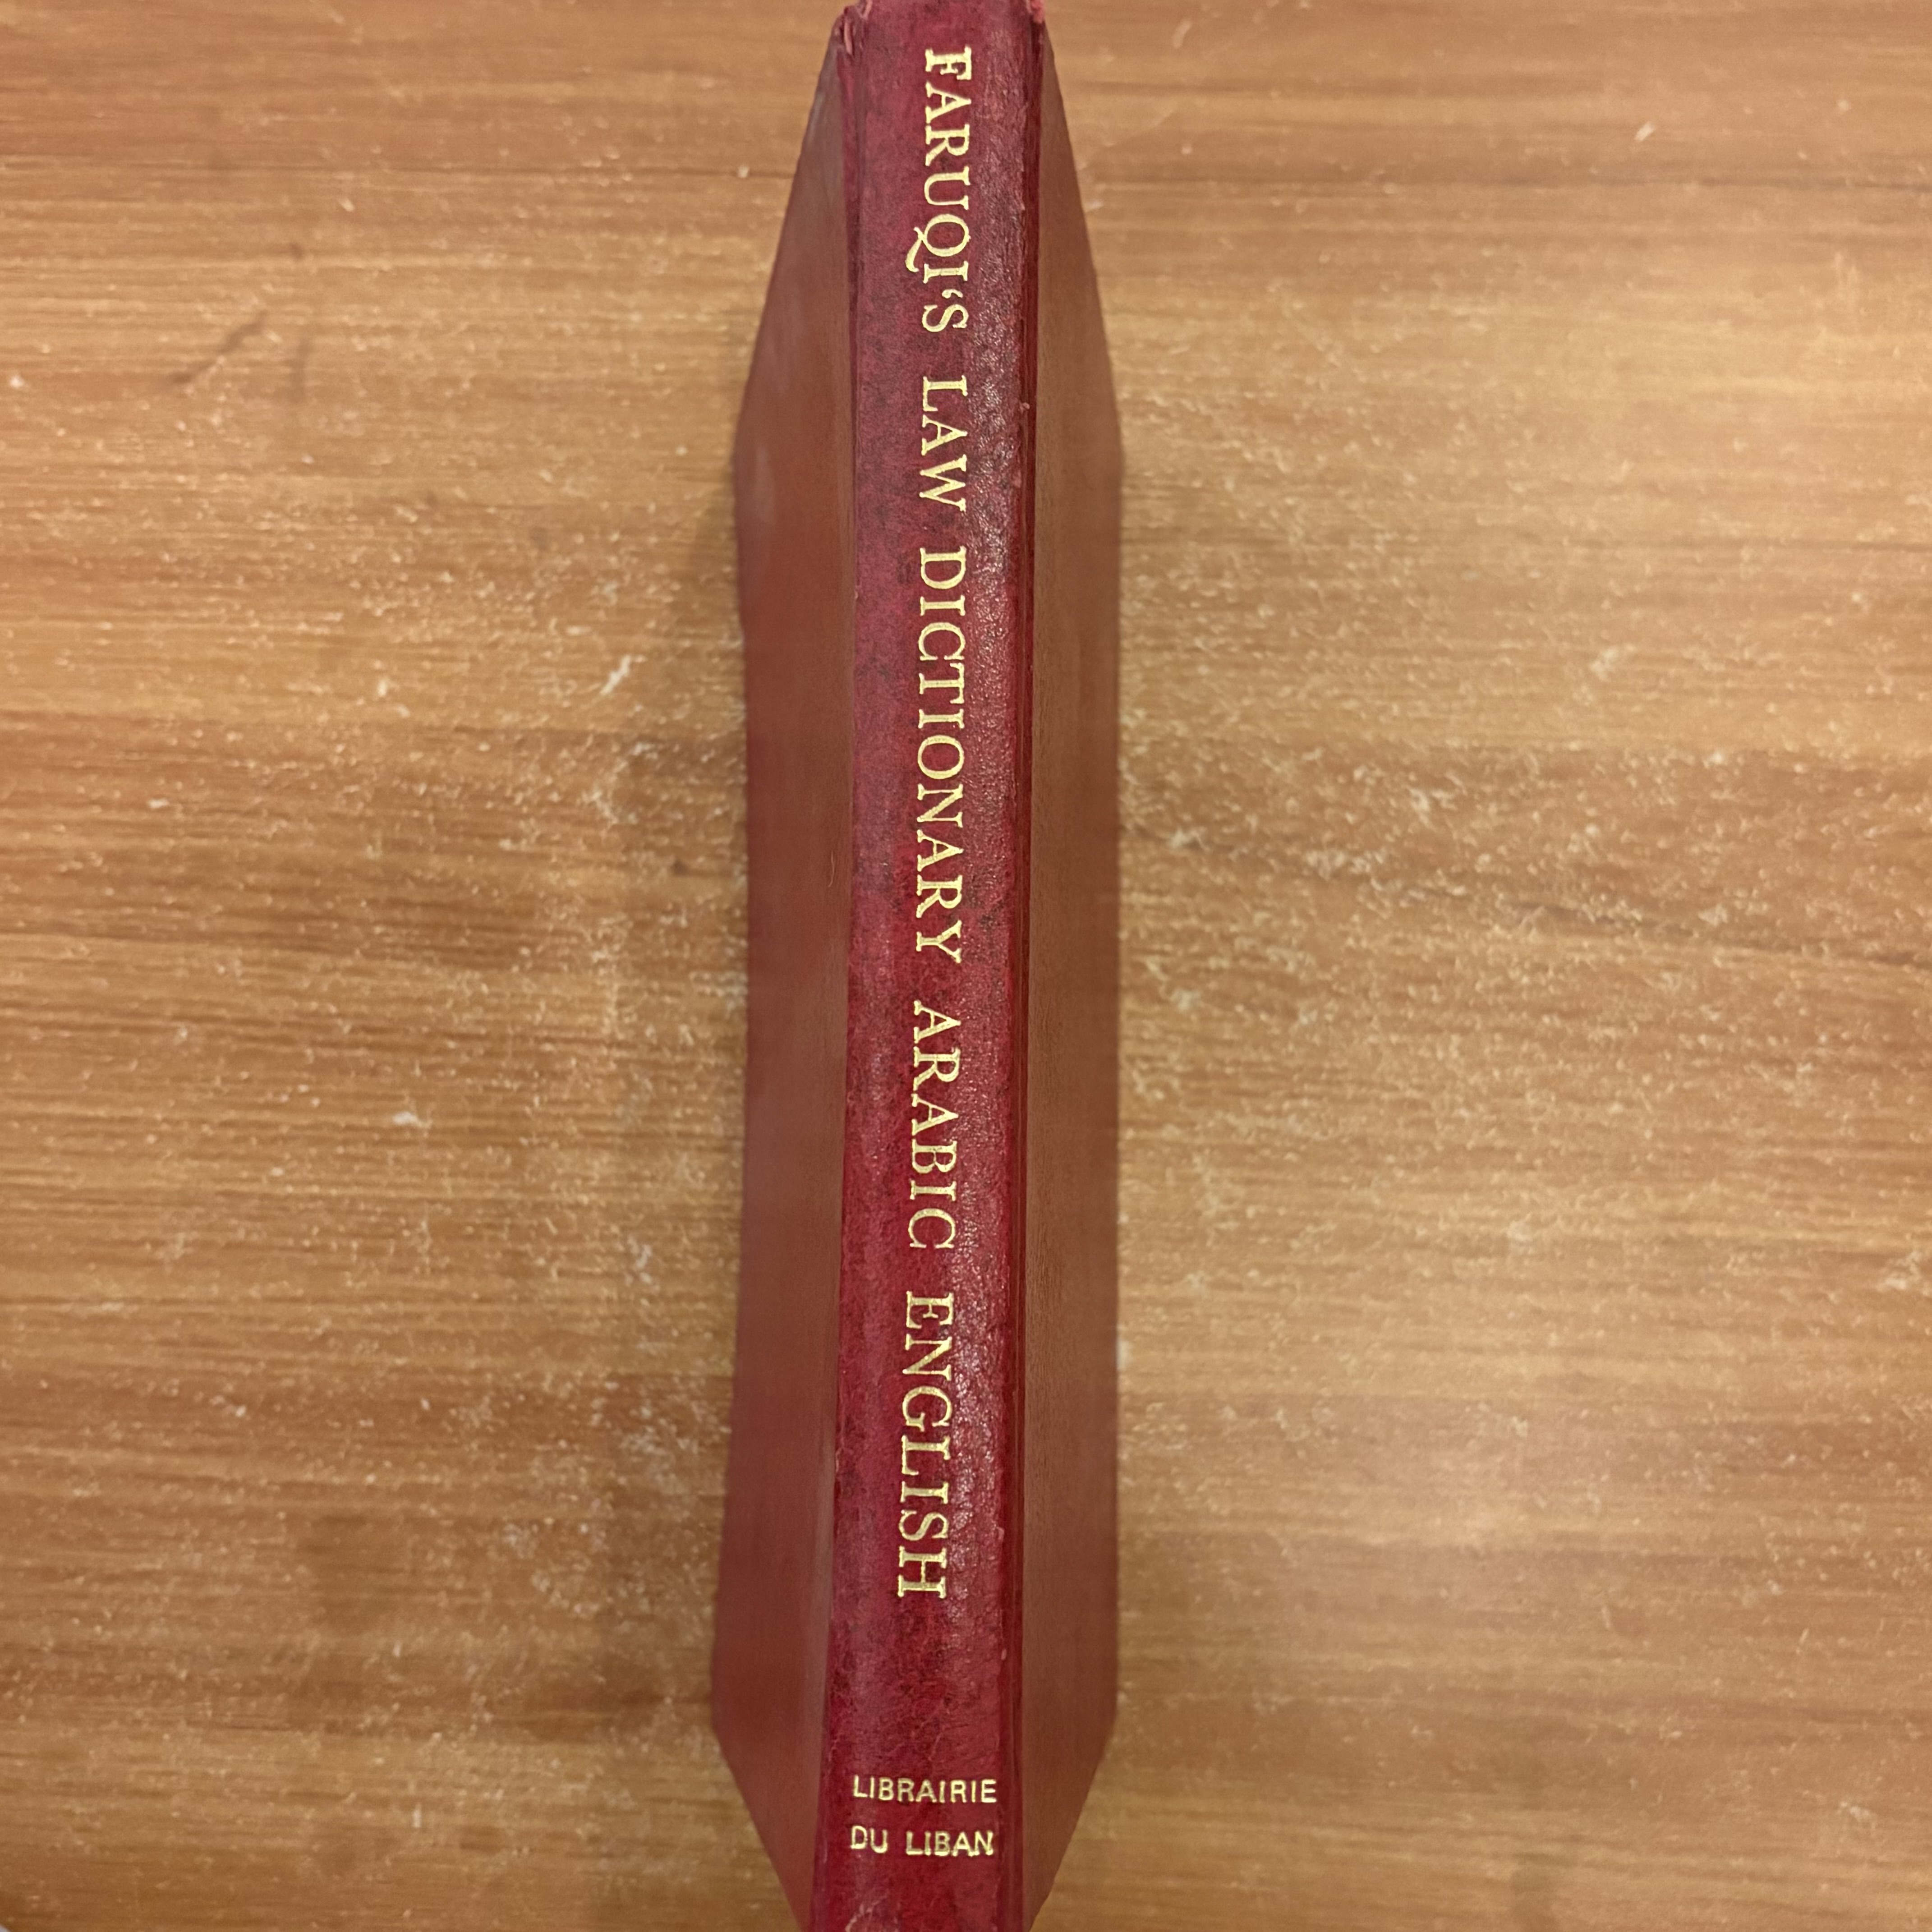 FARUQI‘S LAW DICTIONARY ARABIC ENGLISH
LIBRAIRIE
DU LIBAN